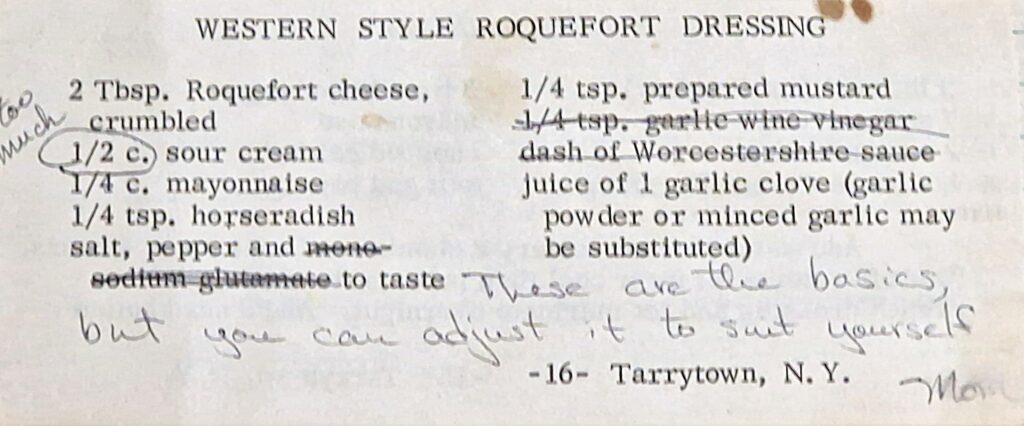 WESTERN STYLE ROQUEFORT DRESSING
too
much
2 Tbsp. Roquefort cheese,
crumbled
1/2 c. sour cream
1/4 c. mayonnaise
1/4 tsp. horseradish
salt, pepper and mono-
sodium glutamate to taste
1/4 tsp. prepared mustard
1/4 tsp. garlic wine vinegar
dash of Worcestershire sauce
juice of 1 garlic clove (garlic
powder or minced garlic may
be substituted)
These are the basics,
but you can adjust it to suit yourself
-16- Tarrytown, N.Y.
Mom